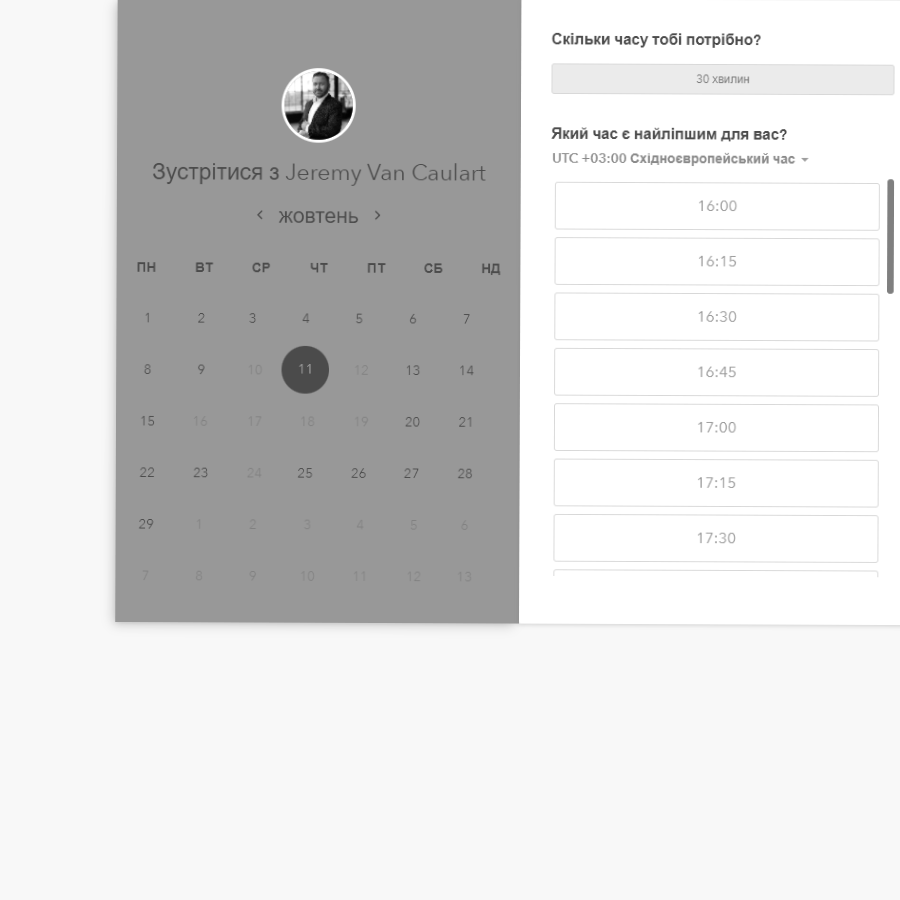 Зустрітися з Jeremy Van Caulart
жовтень
ПН ВТ СР ЧТ ПТ СБ НД
1 2 3 4 5 6 7
8 9 10 11 12 13 14
15 16 17 18 19 20 21
22 23 24 25 26 27 28
29 1 2 3 4 5 6
7 8 9 10 11 12 13
Скільки часу тобі потрібно?
30 хвилин
Який час є найліпшим для вас?
UTC +03:00 Східноєвропейський час
16:00
16:15
16:30
16:45
17:00
17:15
17:30